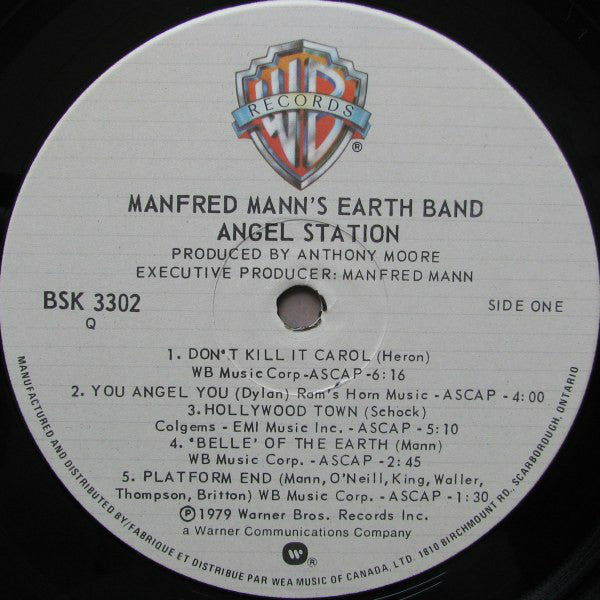 WB
RECORDS
®
MANFRED MANN'S EARTH BAND
ANGEL STATION
PRODUCED BY ANTHONY MOORE
EXECUTIVE PRODUCER: MANFRED MANN
BSK 3302
Q
SIDE ONE
1. DON'T KILL IT CAROL (Heron)
WB Music Corp - ASCAP - 6:16
2. YOU ANGEL YOU (Dylan) Ram's Horn Music - ASCAP - 4:00
3. HOLLYWOOD TOWN (Schock)
Colgems - EMI Music Inc. - ASCAP - 5:10
4. 'BELLE' OF THE EARTH (Mann)
WB Music Corp. - ASCAP - 2:45
5. PLATFORM END (Mann, O'Neill, King, Waller,
Thompson, Britton) WB Music Corp. - ASCAP - 1:30
Ⓟ 1979 Warner Bros. Records Inc.
a Warner Communications Company
W ®
MANUFACTURED AND DISTRIBUTED BY/FABRIQUE ET DISTRIBUE PAR WEA MUSIC OF CANADA, LTD. 1810 BIRCHMOUNT RD. SCARBOROUGH, ONTARIO